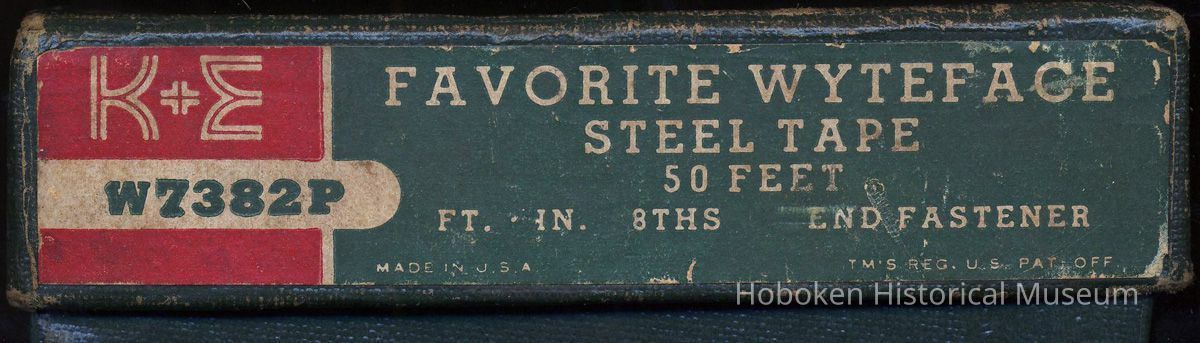 K+E
W7382P
FAVORITE WYTEFACE
STEEL TAPE
50 FEET
FT. IN. 8THS END FASTENER
MADE IN U.S.A.
TM'S REG. U.S. PAT. OFF.
Hoboken Historical Museum